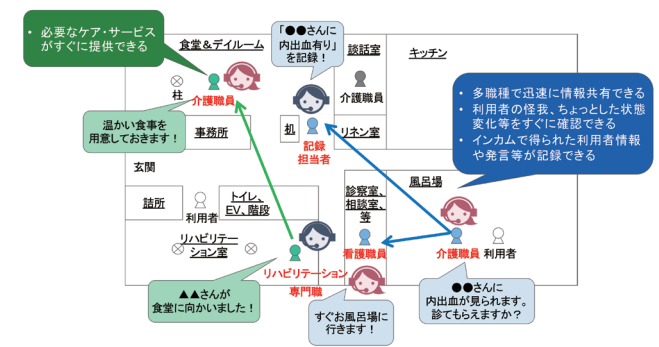 ・ 必要なケア・サービス
がすぐに提供できる
食堂＆デイルーム
「●●さんに
内出血有り」
を記録！
談話室
キッチン
柱
介護職員
介護職員
温かい食事を
用意しておきます！
事務所
机
記録
担当者
リネン室
・ 多職種で迅速に情報共有できる
・ 利用者の怪我、ちょっとした状態
変化等をすぐに確認できる
・ インカムで得られた利用者情報
や発言等が記録できる
玄関
詰所
利用者
トイレ、
EV、階段
診察室、
相談室、
等
風呂場
リハビリテー
ション室
リハビリテーション
専門職
看護職員
介護職員
利用者
▲▲さんが
食堂に向かいました！
すぐお風呂場に
行きます！
●●さんに
内出血が見られます。
診てもらえますか？